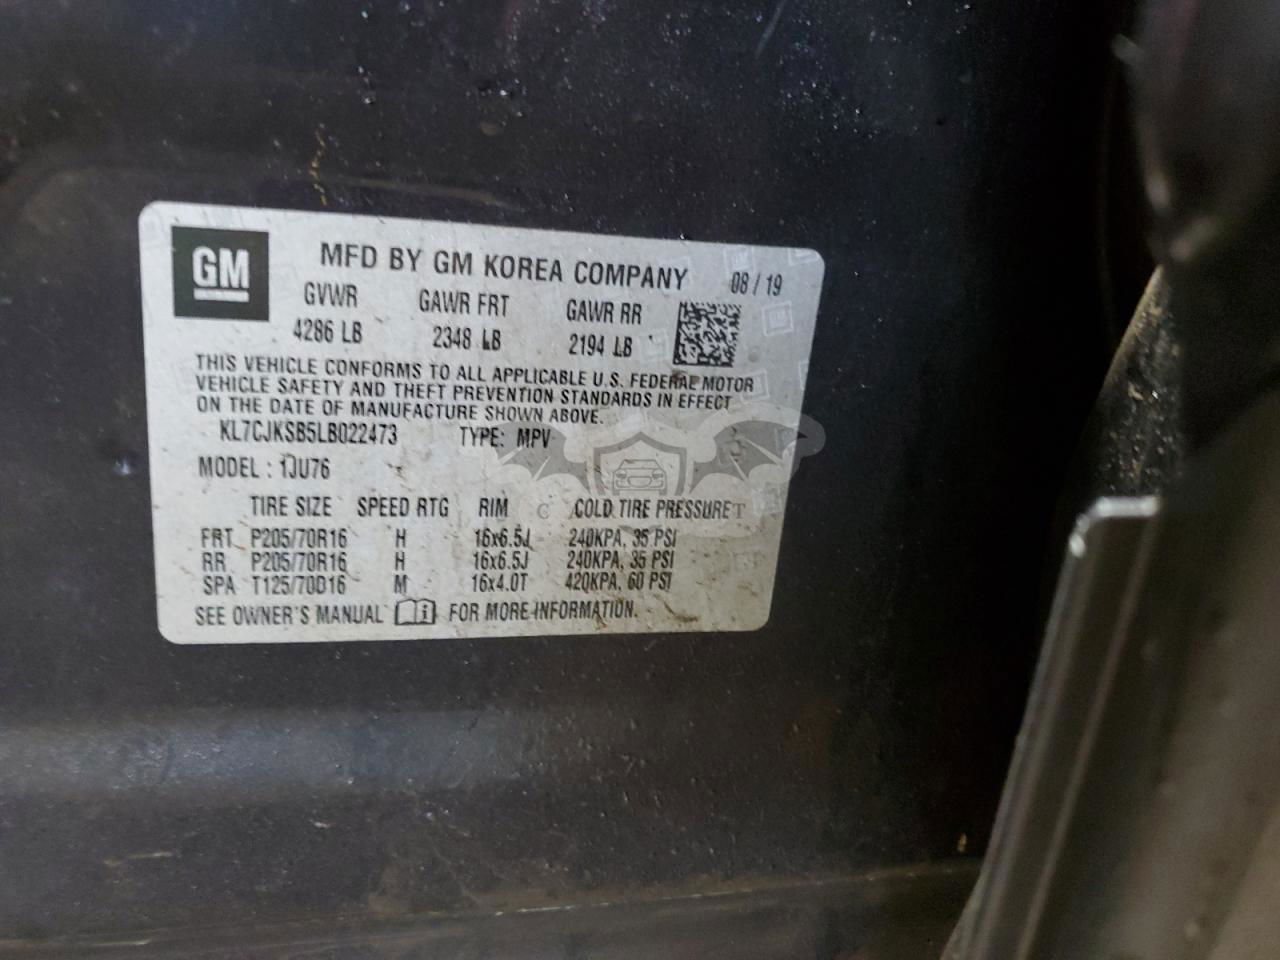 GM
MFD BY GM KOREA COMPANY 08 / 19
GVWR GAWR FRT GAWR RR
4286 LB 2348 LB 2194 LB
THIS VEHICLE CONFORMS TO ALL APPLICABLE U.S. FEDERAL MOTOR
VEHICLE SAFETY AND THEFT PREVENTION STANDARDS IN EFFECT
ON THE DATE OF MANUFACTURE SHOWN ABOVE.
KL7CJKSB5LB022473 TYPE: MPV
MODEL : 1JU76
TIRE SIZE SPEED RTG RIM COLD TIRE PRESSURE
FRT P205/70R16 H 16x6.5J 240KPA, 35 PSI
RR P205/70R16 H 16x6.5J 240KPA, 35 PSI
SPA T125/70D16 M 16x4.0T 420KPA, 60 PSI
SEE OWNER'S MANUAL i FOR MORE INFORMATION.